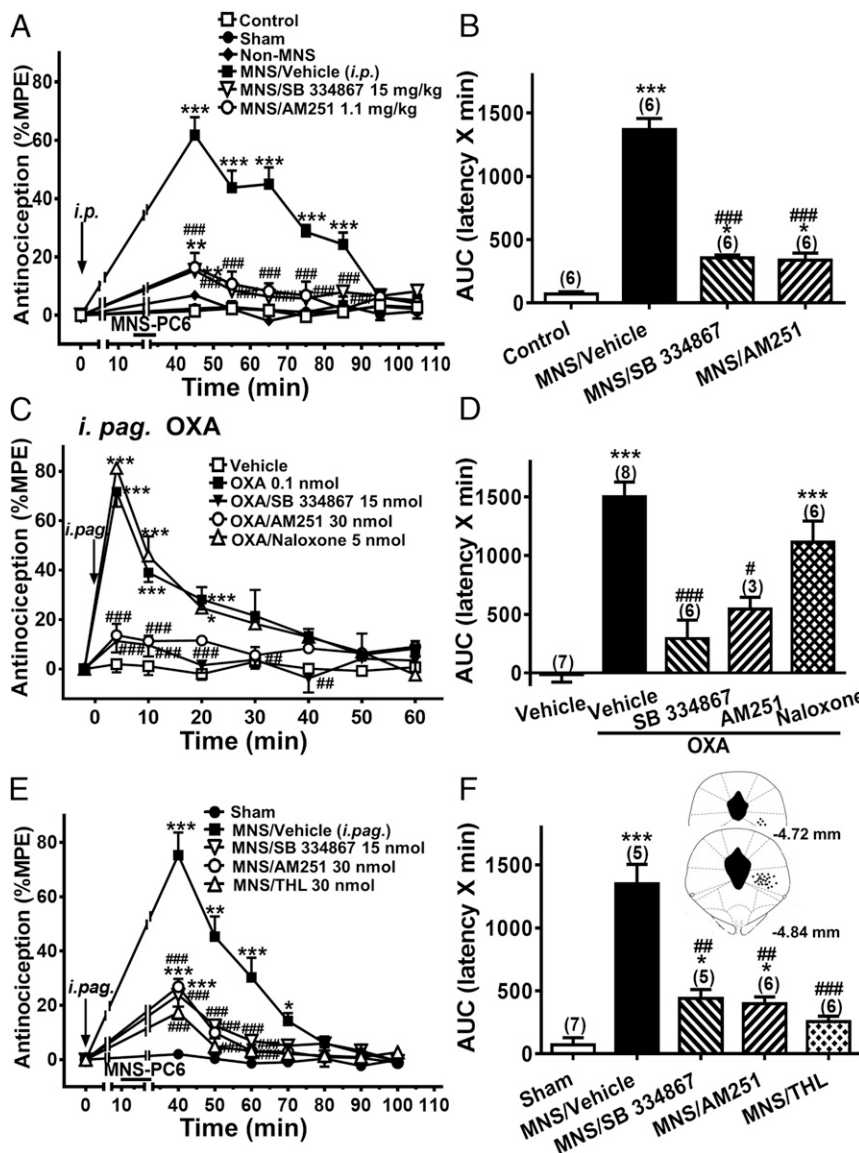 A
Control
Sham
Non-MNS
MNS/Vehicle (i.p.)
MNS/SB 334867 15 mg/kg
MNS/AM251 1.1 mg/kg
Antinociception (%MPE)
80
60
40
20
0
i.p.
***
***
***
***
***
###
**
**
###
###
###
###
MNS-PC6
0 10 30 40 50 60 70 80 90 100 110
Time (min)
B
AUC (latency X min)
1500
1000
500
0
(6)
***
(6)
###
*
(6)
###
*
(6)
Control
MNS/Vehicle
MNS/SB 334867
MNS/AM251
C
i. pag. OXA
Vehicle
OXA 0.1 nmol
OXA/SB 334867 15 nmol
OXA/AM251 30 nmol
OXA/Naloxone 5 nmol
Antinociception (%MPE)
80
60
40
20
0
i.pag.
***
***
***
***
***
*
###
###
###
###
###
##
##
0 10 20 30 40 50 60
Time (min)
D
AUC (latency X min)
1500
1000
500
0
(7)
***
(8)
###
(6)
#
(3)
***
(6)
Vehicle
Vehicle
SB 334867
AM251
Naloxone
OXA
E
Sham
MNS/Vehicle (i.pag.)
MNS/SB 334867 15 nmol
MNS/AM251 30 nmol
MNS/THL 30 nmol
Antinociception (%MPE)
80
60
40
20
0
i.pag.
***
**
***
*
###
***
***
###
###
###
###
MNS-PC6
0 10 30 40 50 60 70 80 90 100
Time (min)
F
-4.72 mm
-4.84 mm
AUC (latency X min)
1500
1000
500
0
(7)
***
(5)
##
*
(5)
##
*
(6)
###
(6)
Sham
MNS/Vehicle
MNS/SB 334867
MNS/AM251
MNS/THL